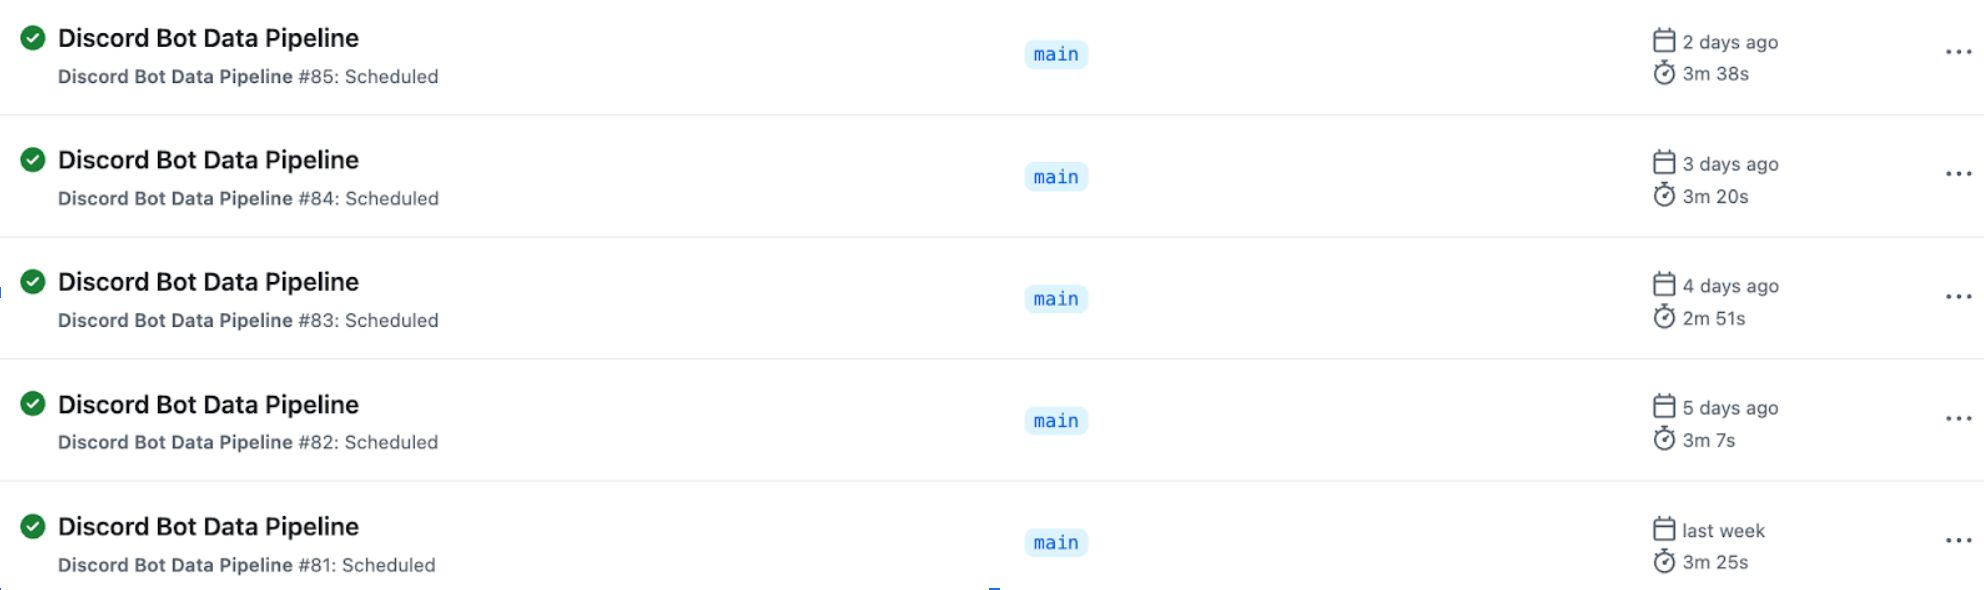 Discord Bot Data Pipeline
Discord Bot Data Pipeline #85: Scheduled
main
2 days ago
3m 38s
Discord Bot Data Pipeline
Discord Bot Data Pipeline #84: Scheduled
main
3 days ago
3m 20s
Discord Bot Data Pipeline
Discord Bot Data Pipeline #83: Scheduled
main
4 days ago
2m 51s
Discord Bot Data Pipeline
Discord Bot Data Pipeline #82: Scheduled
main
5 days ago
3m 7s
Discord Bot Data Pipeline
Discord Bot Data Pipeline #81: Scheduled
main
last week
3m 25s